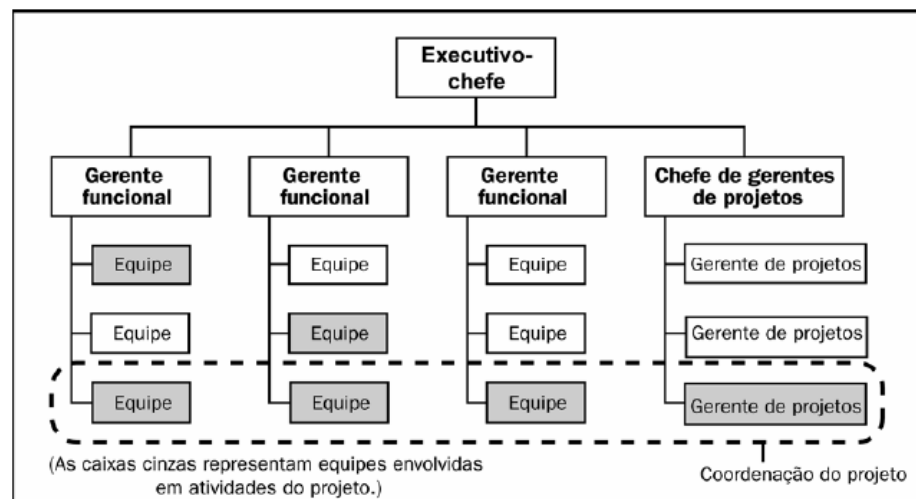 Executivo-
chefe
Gerente
funcional
Gerente
funcional
Gerente
funcional
Chefe de gerentes
de projetos
Equipe
Equipe
Equipe
Gerente de projetos
Equipe
Equipe
Equipe
Gerente de projetos
Equipe
Equipe
Equipe
Gerente de projetos
(As caixas cinzas representam equipes envolvidas
em atividades do projeto.)
Coordenação do projeto